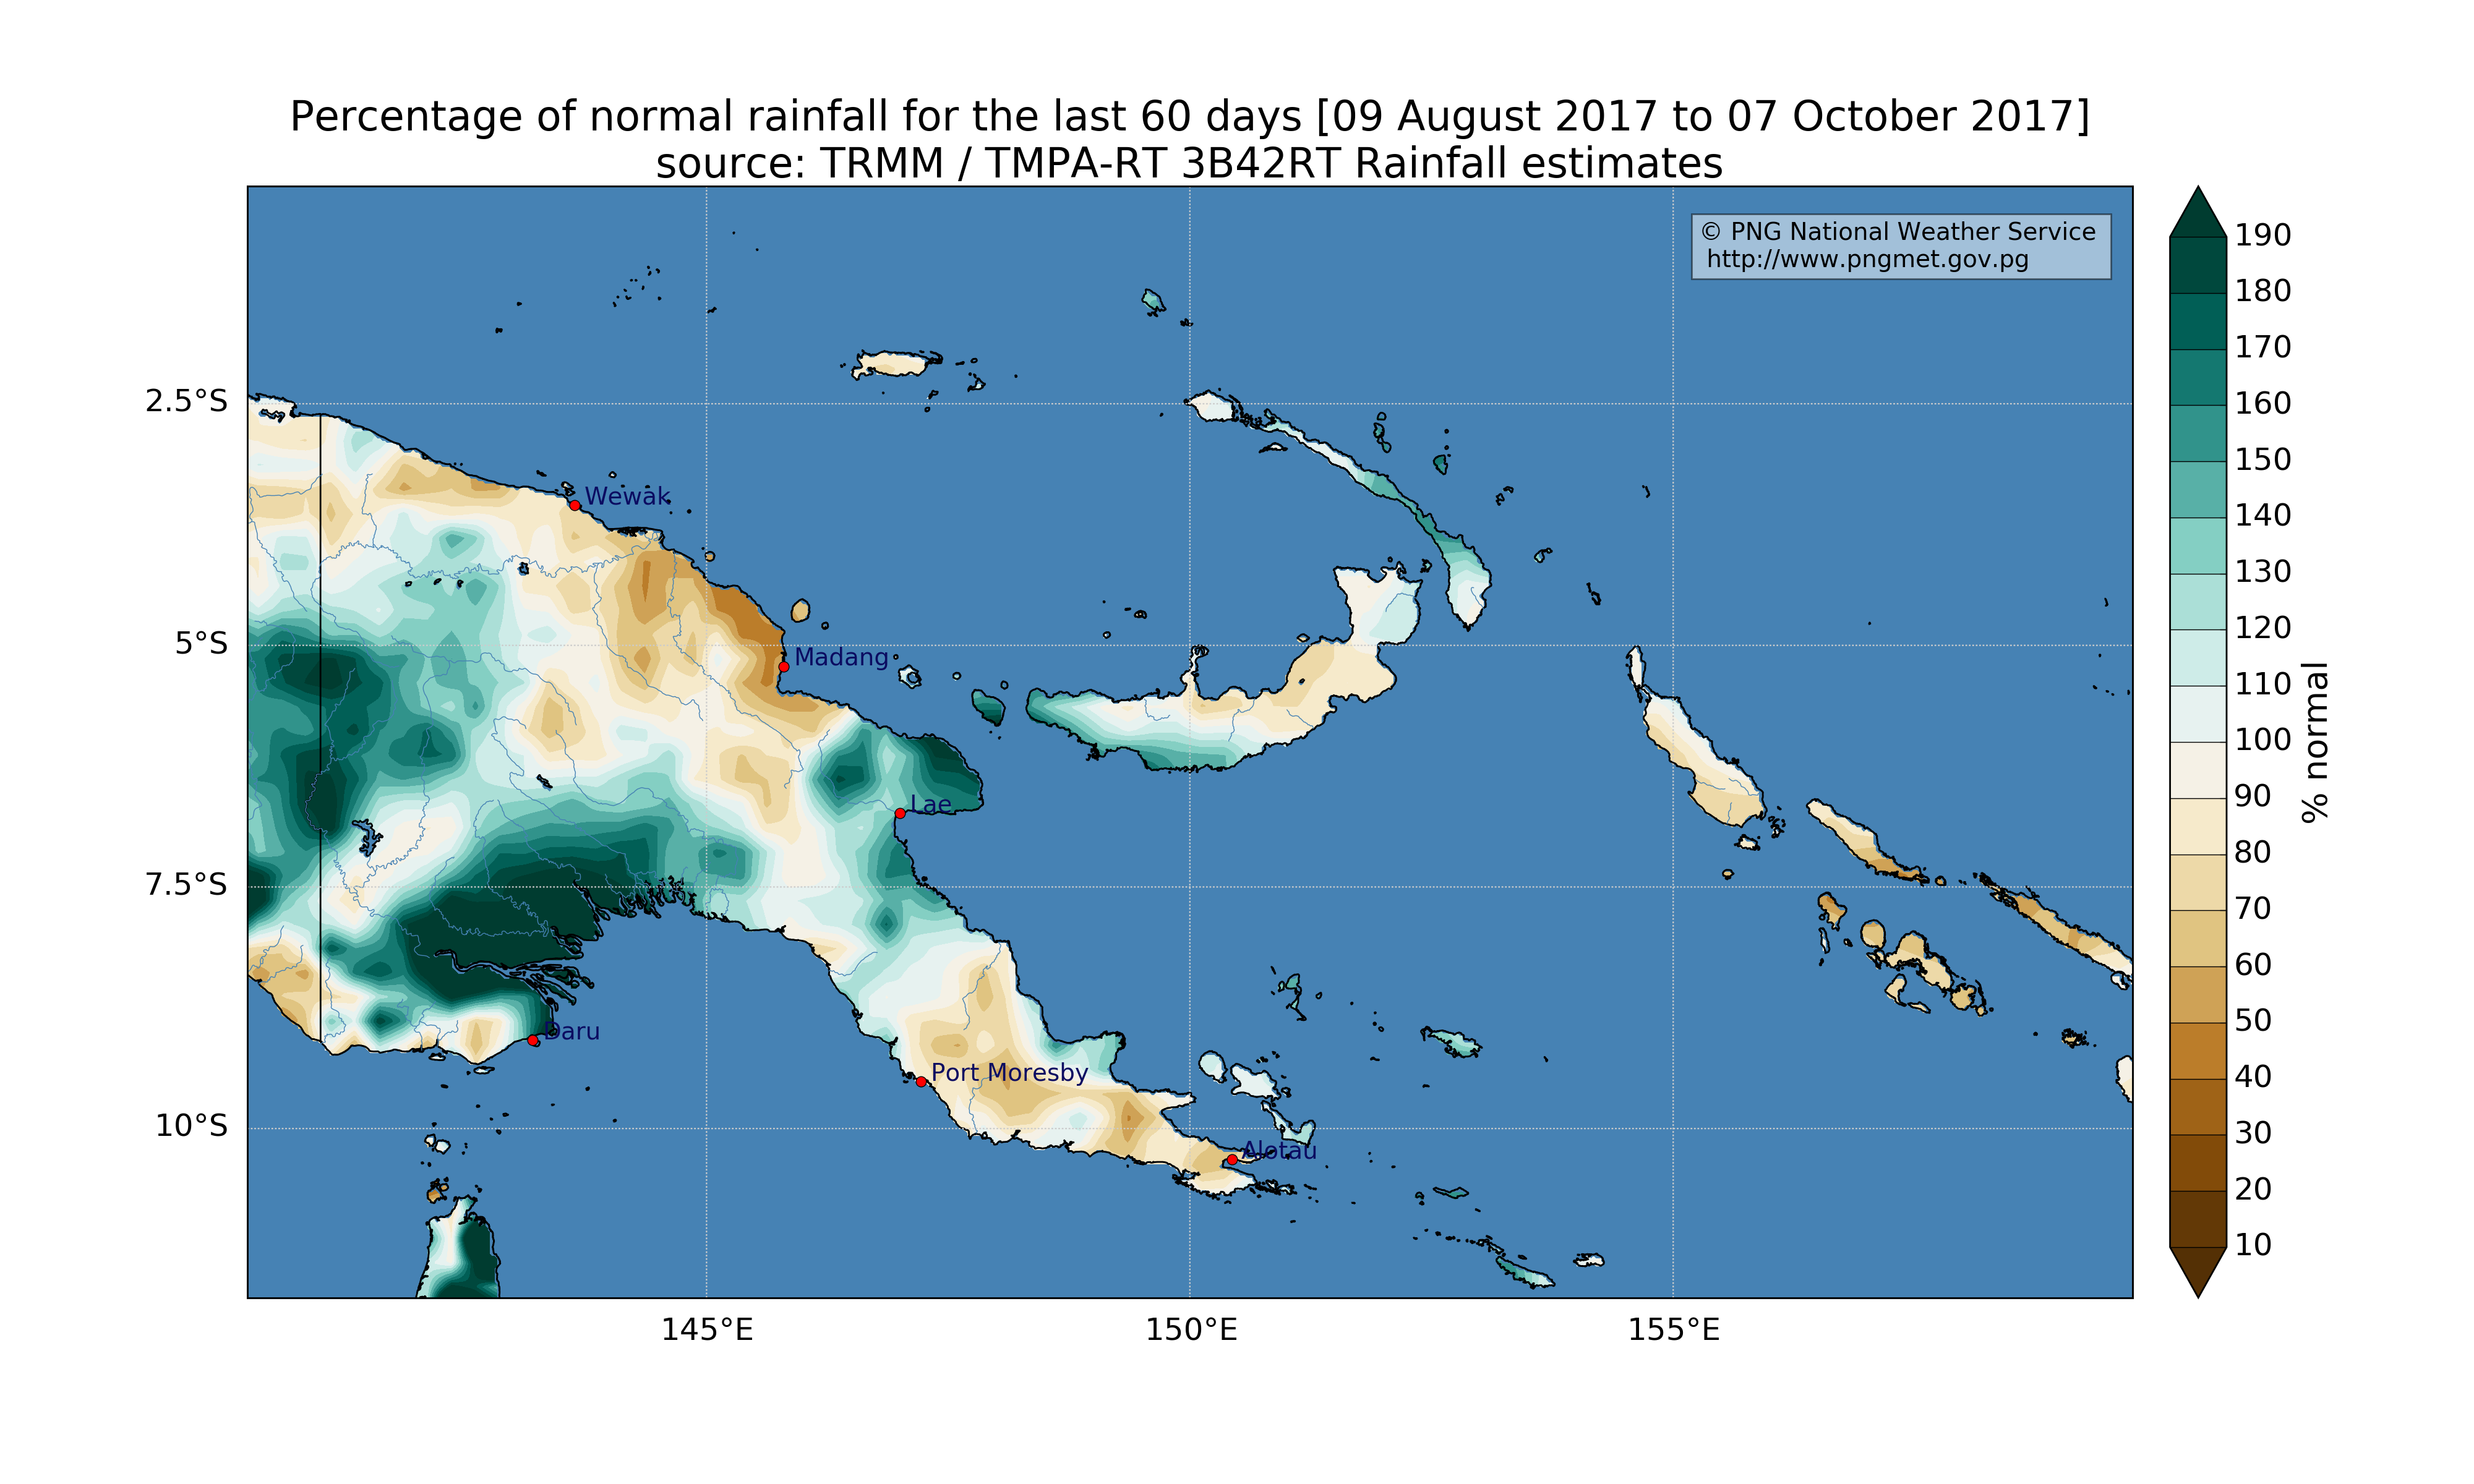 Percentage of normal rainfall for the last 60 days [09 August 2017 to 07 October 2017]
source: TRMM / TMPA-RT 3B42RT Rainfall estimates
© PNG National Weather Service
http://www.pngmet.gov.pg
190
180
170
160
150
140
130
120
110
100
90
80
70
60
50
40
30
20
10
% normal
2.5°S
5°S
7.5°S
10°S
Wewak
Madang
Lae
Daru
Port Moresby
Alotau
145°E
150°E
155°E